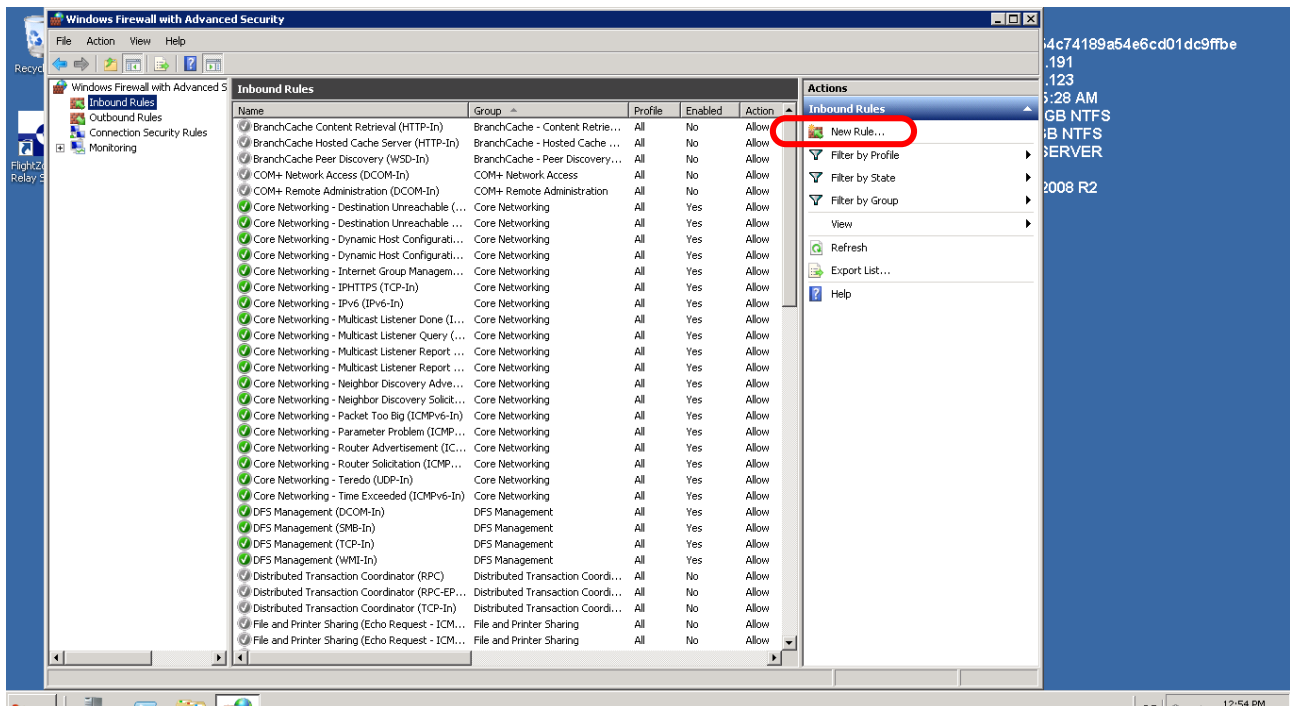 Windows Firewall with Advanced Security
File Action View Help
Recyc
FlightZ
Relay S
Windows Firewall with Advanced S
Inbound Rules
Outbound Rules
Connection Security Rules
Monitoring
Inbound Rules
Name Group Profile Enabled Action
BranchCache Content Retrieval (HTTP-In) BranchCache - Content Retrie... All No Allow
BranchCache Hosted Cache Server (HTTP-In) BranchCache - Hosted Cache ... All No Allow
BranchCache Peer Discovery (WSD-In) BranchCache - Peer Discovery... All No Allow
COM+ Network Access (DCOM-In) COM+ Network Access All No Allow
COM+ Remote Administration (DCOM-In) COM+ Remote Administration All No Allow
Core Networking - Destination Unreachable (... Core Networking All Yes Allow
Core Networking - Destination Unreachable ... Core Networking All Yes Allow
Core Networking - Dynamic Host Configurati... Core Networking All Yes Allow
Core Networking - Dynamic Host Configurati... Core Networking All Yes Allow
Core Networking - Internet Group Managem... Core Networking All Yes Allow
Core Networking - IPHTTPS (TCP-In) Core Networking All Yes Allow
Core Networking - IPv6 (IPv6-In) Core Networking All Yes Allow
Core Networking - Multicast Listener Done (I... Core Networking All Yes Allow
Core Networking - Multicast Listener Query (... Core Networking All Yes Allow
Core Networking - Multicast Listener Report ... Core Networking All Yes Allow
Core Networking - Multicast Listener Report ... Core Networking All Yes Allow
Core Networking - Neighbor Discovery Adve... Core Networking All Yes Allow
Core Networking - Neighbor Discovery Solicit... Core Networking All Yes Allow
Core Networking - Packet Too Big (ICMPv6-In) Core Networking All Yes Allow
Core Networking - Parameter Problem (ICMP... Core Networking All Yes Allow
Core Networking - Router Advertisement (IC... Core Networking All Yes Allow
Core Networking - Router Solicitation (ICMP... Core Networking All Yes Allow
Core Networking - Teredo (UDP-In) Core Networking All Yes Allow
Core Networking - Time Exceeded (ICMPv6-In) Core Networking All Yes Allow
DFS Management (DCOM-In) DFS Management All Yes Allow
DFS Management (SMB-In) DFS Management All Yes Allow
DFS Management (TCP-In) DFS Management All Yes Allow
DFS Management (WMI-In) DFS Management All Yes Allow
Distributed Transaction Coordinator (RPC) Distributed Transaction Coordi... All No Allow
Distributed Transaction Coordinator (RPC-EP... Distributed Transaction Coordi... All No Allow
Distributed Transaction Coordinator (TCP-In) Distributed Transaction Coordi... All No Allow
File and Printer Sharing (Echo Request - ICM... File and Printer Sharing All No Allow
File and Printer Sharing (Echo Request - ICM... File and Printer Sharing All No Allow
Actions
Inbound Rules
New Rule...
Filter by Profile
Filter by State
Filter by Group
View
Refresh
Export List...
Help
4c74189a54e6cd01dc9ffbe
.191
.123
:28 AM
GB NTFS
GB NTFS
SERVER
2008 R2
12:54 PM